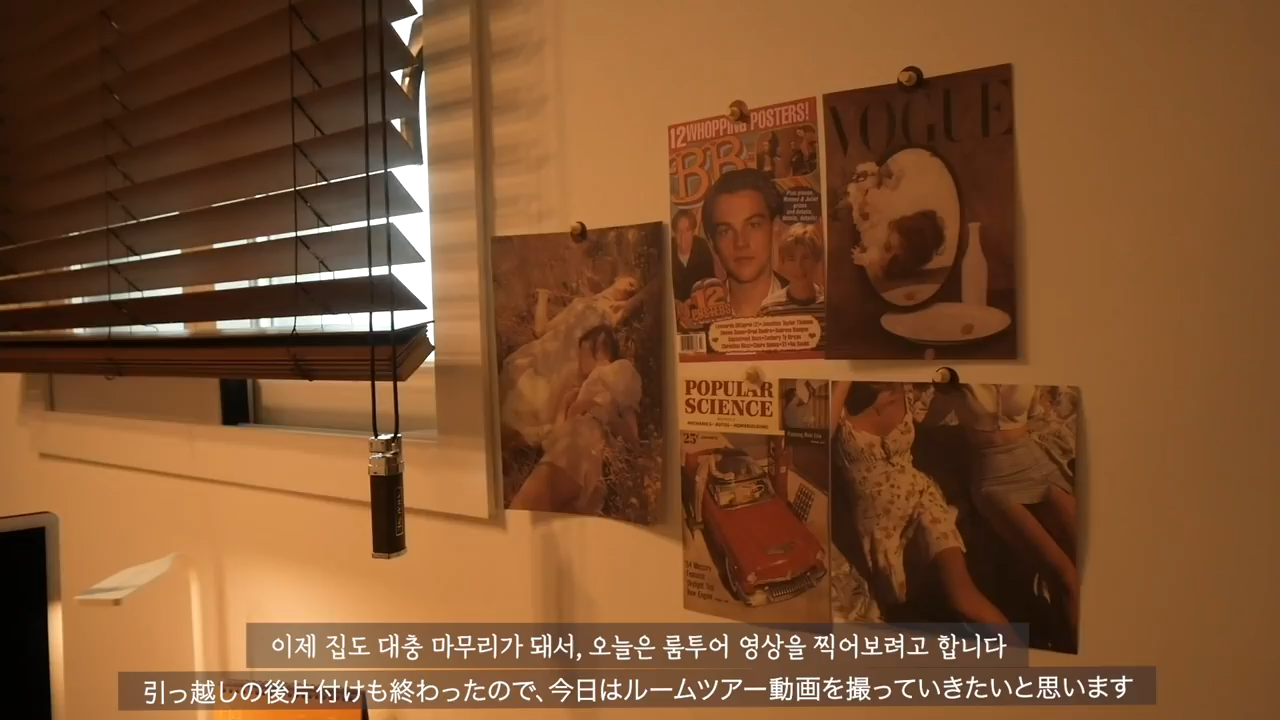 12 WHOPPING POSTERS!
BB
VOGUE
12
POSTERS
POPULAR
SCIENCE
25¢
이제 집도 대충 마무리가 돼서, 오늘은 룸투어 영상을 찍어보려고 합니다
引っ越しの後片付けも終わったので、今日はルームツアー動画を撮っていきたいと思います